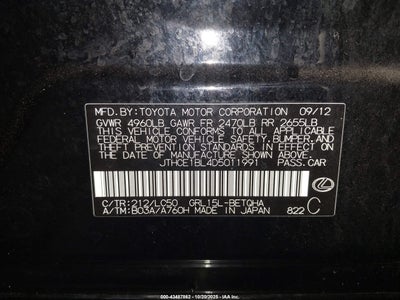 MFD. BY: TOYOTA MOTOR CORPORATION 09/12
GVWR 4960LB GAWR FR 2470LB RR 2655LB
THIS VEHICLE CONFORMS TO ALL APPLICABLE
FEDERAL MOTOR VEHICLE SAFETY, BUMPER, AND
THEFT PREVENTION STANDARDS IN EFFECT ON
THE DATE OF MANUFACTURE SHOWN ABOVE.
JTHCE1BL4D5011991 PASS. CAR
C/TR: 212/LC50 GRL15L-BETQHA
A/TM: B03A/A760H MADE IN JAPAN 822 C
000-43487863 - 10/20/2025 - IAAI.COM